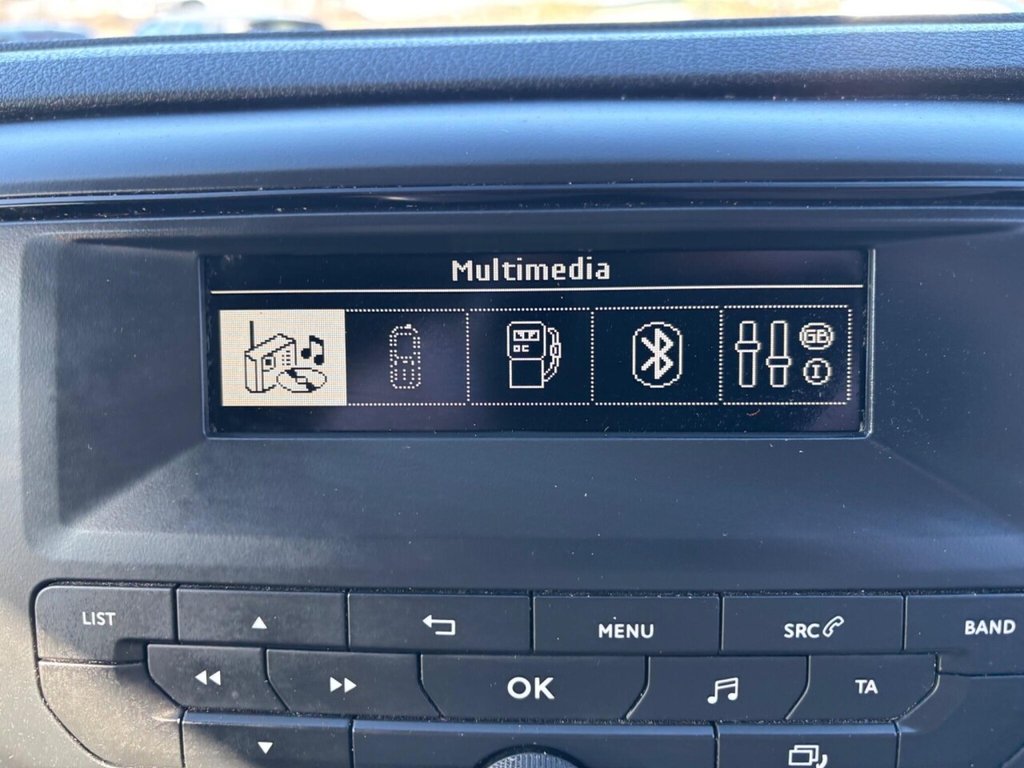 Multimedia
GB
I
LIST
MENU
SRC
BAND
OK
TA